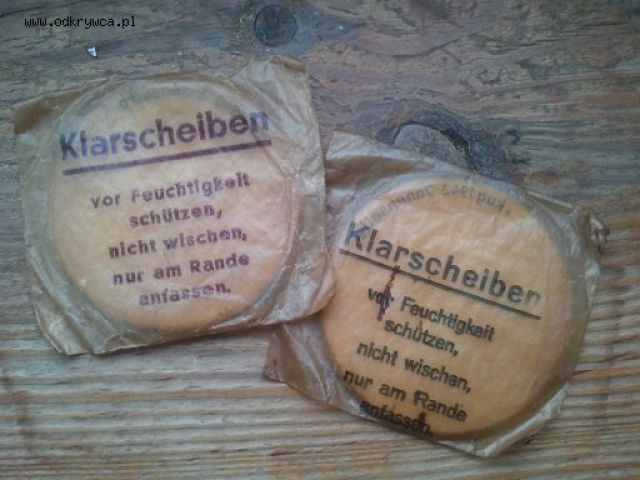 www.odkrywca.pl
Klarscheiben
vor Feuchtigkeit
schützen,
nicht wischen,
nur am Rande
anfassen.
Klarscheiben
vor Feuchtigkeit
schützen,
nicht wischen,
nur am Rande
anfassen.